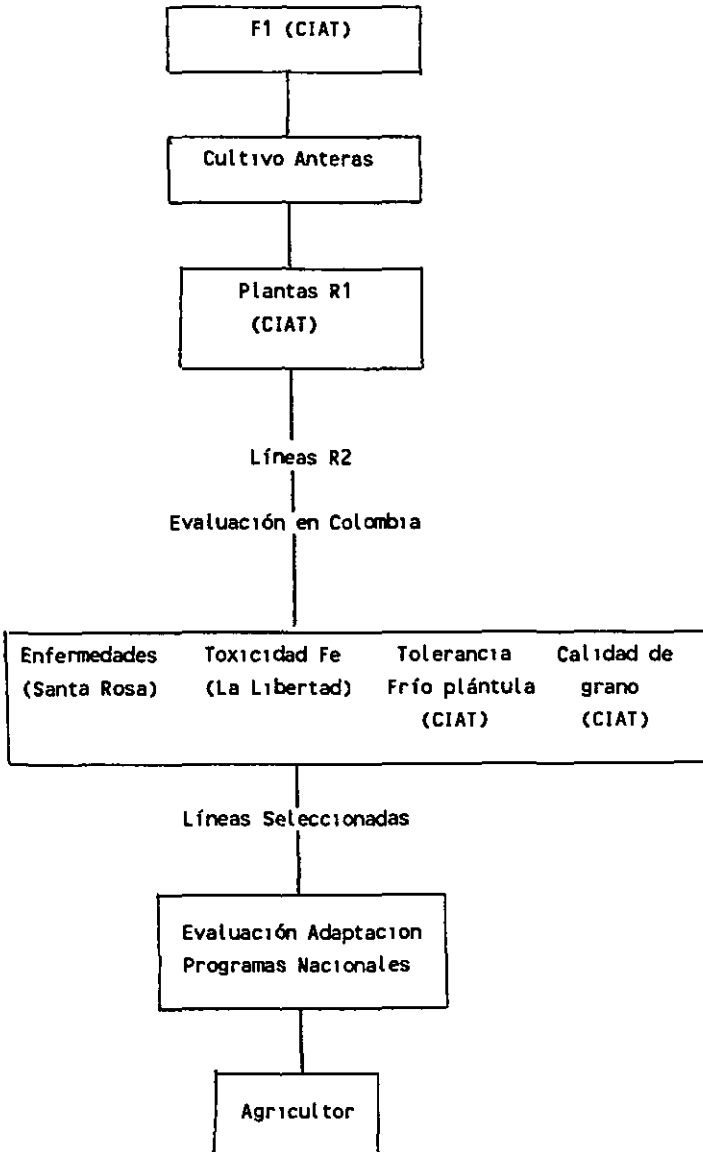 F1 (CIAT)
Cultivo Anteras
Plantas R1
(CIAT)
Líneas R2
Evaluación en Colombia
Enfermedades Toxicidad Fe Tolerancia Calidad de
(Santa Rosa) (La Libertad) Frío plántula grano
(CIAT) (CIAT)
Líneas Seleccionadas
Evaluación Adaptacion
Programas Nacionales
Agricultor